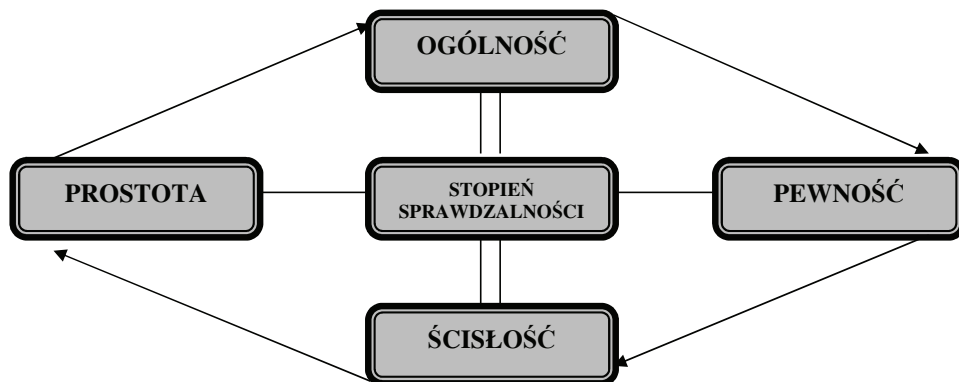 OGÓLNOŚĆ
PROSTOTA
STOPIEŃ
SPRAWDZALNOŚCI
PEWNOŚĆ
ŚCISŁOŚĆ